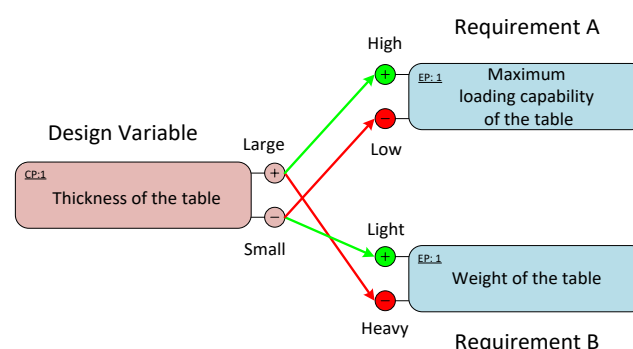 Requirement A
High
EP: 1
Maximum
loading capability
of the table
+
−
Low
Design Variable
Large
CP:1
Thickness of the table
+
−
Small
Light
EP: 1
Weight of the table
+
−
Heavy
Requirement B